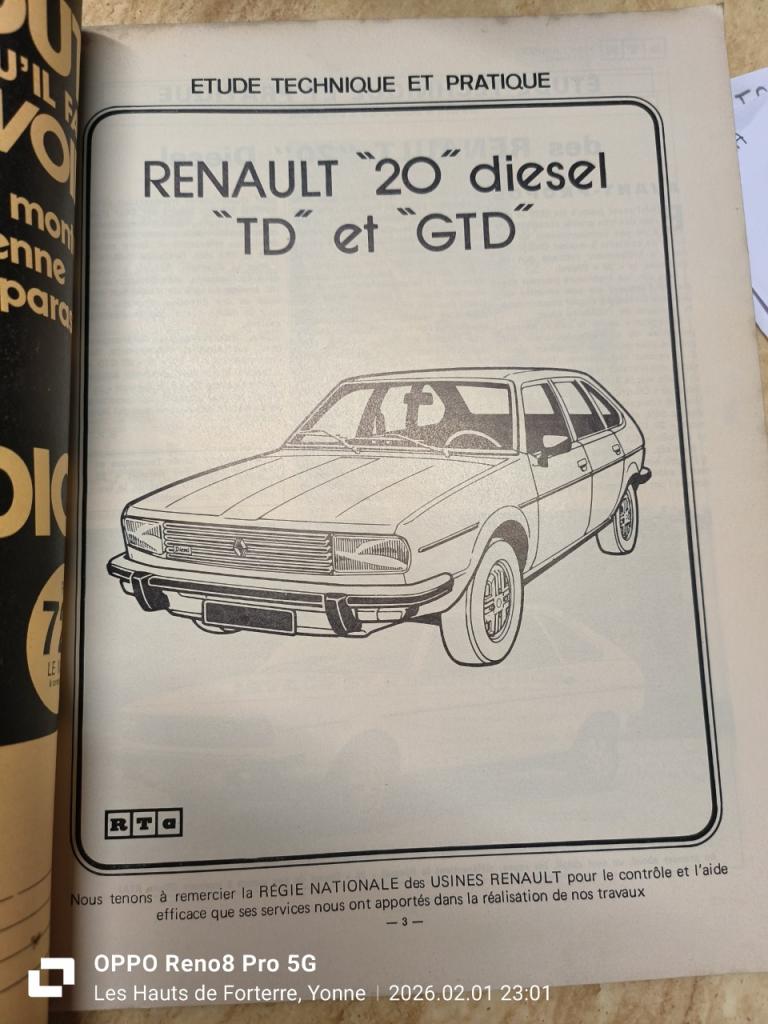 ETUDE TECHNIQUE ET PRATIQUE
RENAULT "20" diesel
"TD" et "GTD"
Diesel
RTa
Nous tenons à remercier la RÉGIE NATIONALE des USINES RENAULT pour le contrôle et l'aide
efficace que ses services nous ont apportés dans la réalisation de nos travaux
— 3 —
OPPO Reno8 Pro 5G
Les Hauts de Forterre, Yonne | 2026.02.01 23:01